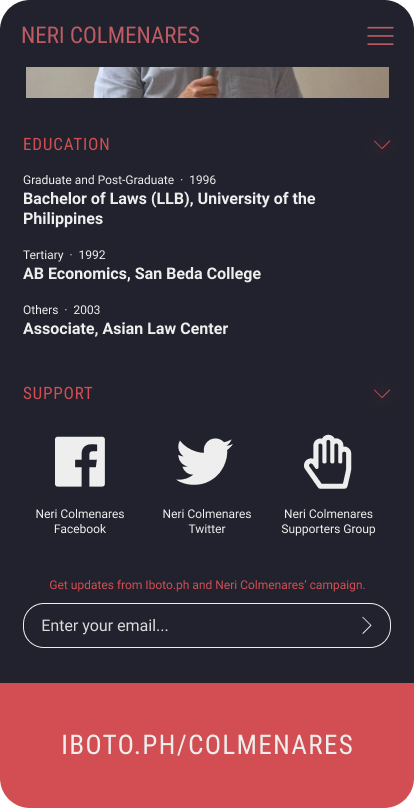 NERI COLMENARES
EDUCATION
Graduate and Post-Graduate · 1996
Bachelor of Laws (LLB), University of the
Philippines
Tertiary · 1992
AB Economics, San Beda College
Others · 2003
Associate, Asian Law Center
SUPPORT
Neri Colmenares
Facebook
Neri Colmenares
Twitter
Neri Colmenares
Supporters Group
Get updates from Iboto.ph and Neri Colmenares' campaign.
Enter your email...
IBOTO.PH/COLMENARES